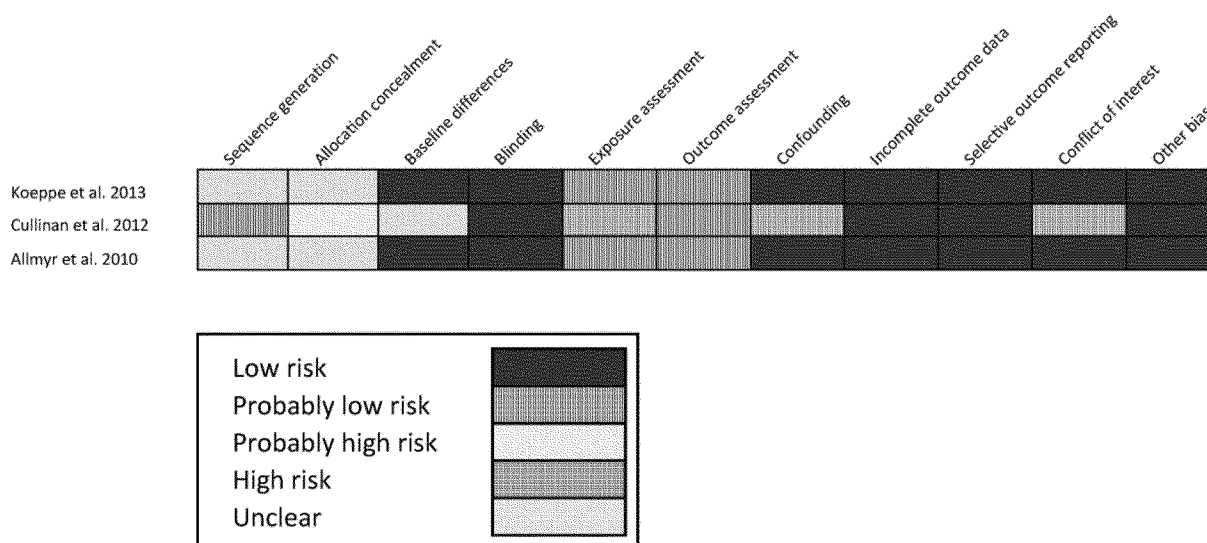 Sequence generation
Allocation concealment
Baseline differences
Blinding
Exposure assessment
Outcome assessment
Confounding
Incomplete outcome data
Selective outcome reporting
Conflict of interest
Other bias
Koeppe et al. 2013
Cullinan et al. 2012
Allmyr et al. 2010
Low risk
Probably low risk
Probably high risk
High risk
Unclear